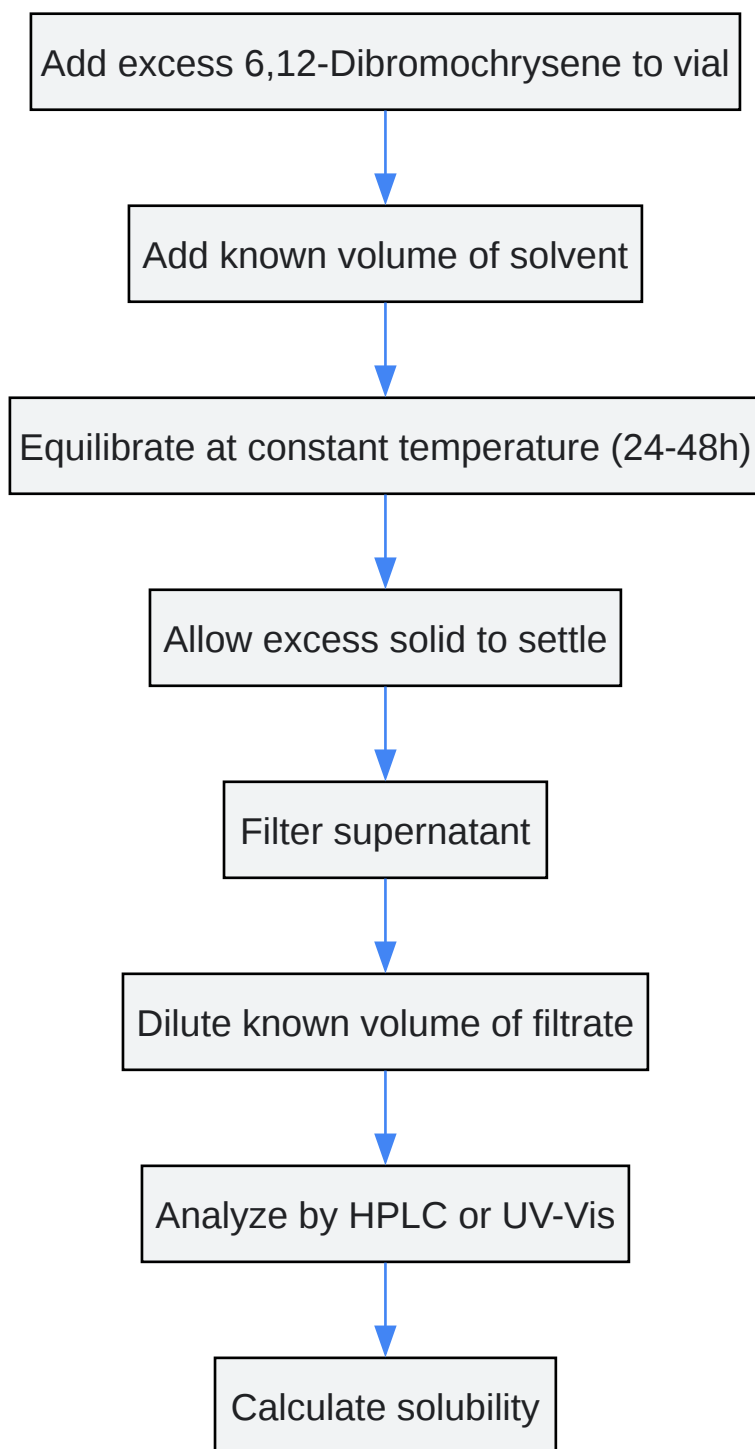 Add excess 6,12-Dibromochrysene to vial
Add known volume of solvent
Equilibrate at constant temperature (24-48h)
Allow excess solid to settle
Filter supernatant
Dilute known volume of filtrate
Analyze by HPLC or UV-Vis
Calculate solubility